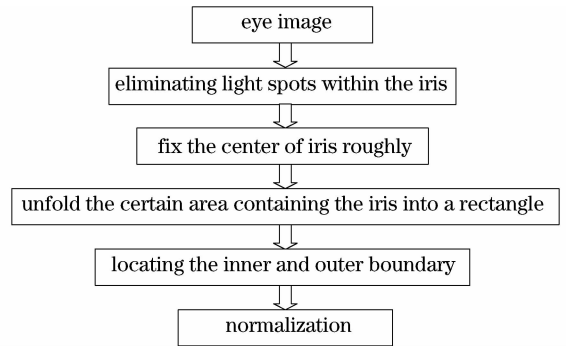 eye image
eliminating light spots within the iris
fix the center of iris roughly
unfold the certain area containing the iris into a rectangle
locating the inner and outer boundary
normalization